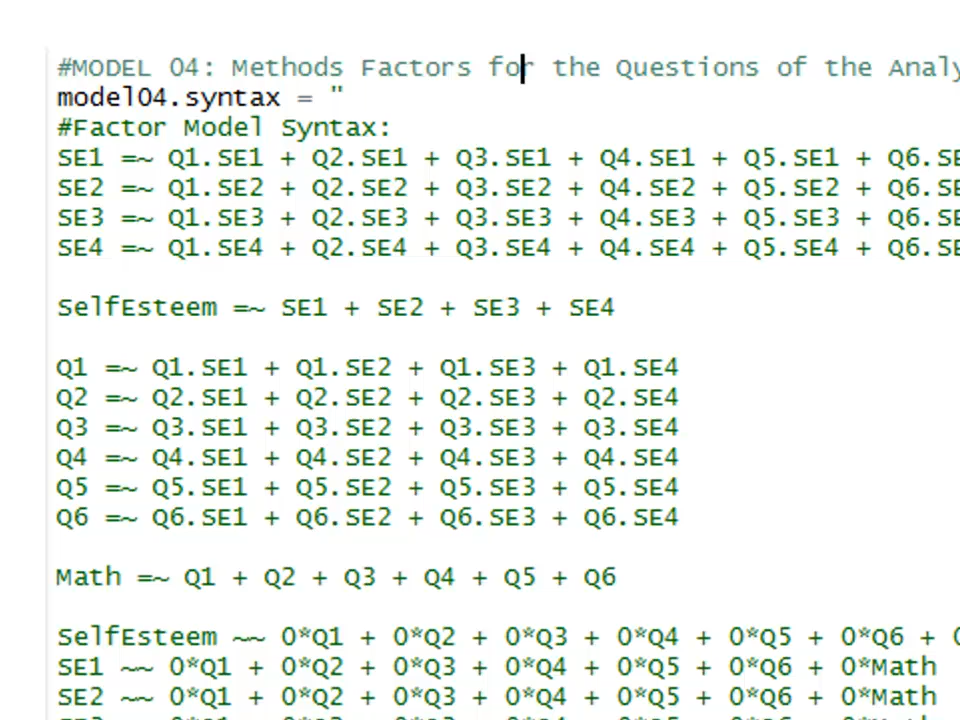 #MODEL 04: Methods Factors for the Questions of the Analy
model04.syntax = "
#Factor Model Syntax:
SE1 =~ Q1.SE1 + Q2.SE1 + Q3.SE1 + Q4.SE1 + Q5.SE1 + Q6.SE
SE2 =~ Q1.SE2 + Q2.SE2 + Q3.SE2 + Q4.SE2 + Q5.SE2 + Q6.SE
SE3 =~ Q1.SE3 + Q2.SE3 + Q3.SE3 + Q4.SE3 + Q5.SE3 + Q6.SE
SE4 =~ Q1.SE4 + Q2.SE4 + Q3.SE4 + Q4.SE4 + Q5.SE4 + Q6.SE
SelfEsteem =~ SE1 + SE2 + SE3 + SE4
Q1 =~ Q1.SE1 + Q1.SE2 + Q1.SE3 + Q1.SE4
Q2 =~ Q2.SE1 + Q2.SE2 + Q2.SE3 + Q2.SE4
Q3 =~ Q3.SE1 + Q3.SE2 + Q3.SE3 + Q3.SE4
Q4 =~ Q4.SE1 + Q4.SE2 + Q4.SE3 + Q4.SE4
Q5 =~ Q5.SE1 + Q5.SE2 + Q5.SE3 + Q5.SE4
Q6 =~ Q6.SE1 + Q6.SE2 + Q6.SE3 + Q6.SE4
Math =~ Q1 + Q2 + Q3 + Q4 + Q5 + Q6
SelfEsteem ~~ 0*Q1 + 0*Q2 + 0*Q3 + 0*Q4 + 0*Q5 + 0*Q6 +
SE1 ~~ 0*Q1 + 0*Q2 + 0*Q3 + 0*Q4 + 0*Q5 + 0*Q6 + 0*Math
SE2 ~~ 0*Q1 + 0*Q2 + 0*Q3 + 0*Q4 + 0*Q5 + 0*Q6 + 0*Math